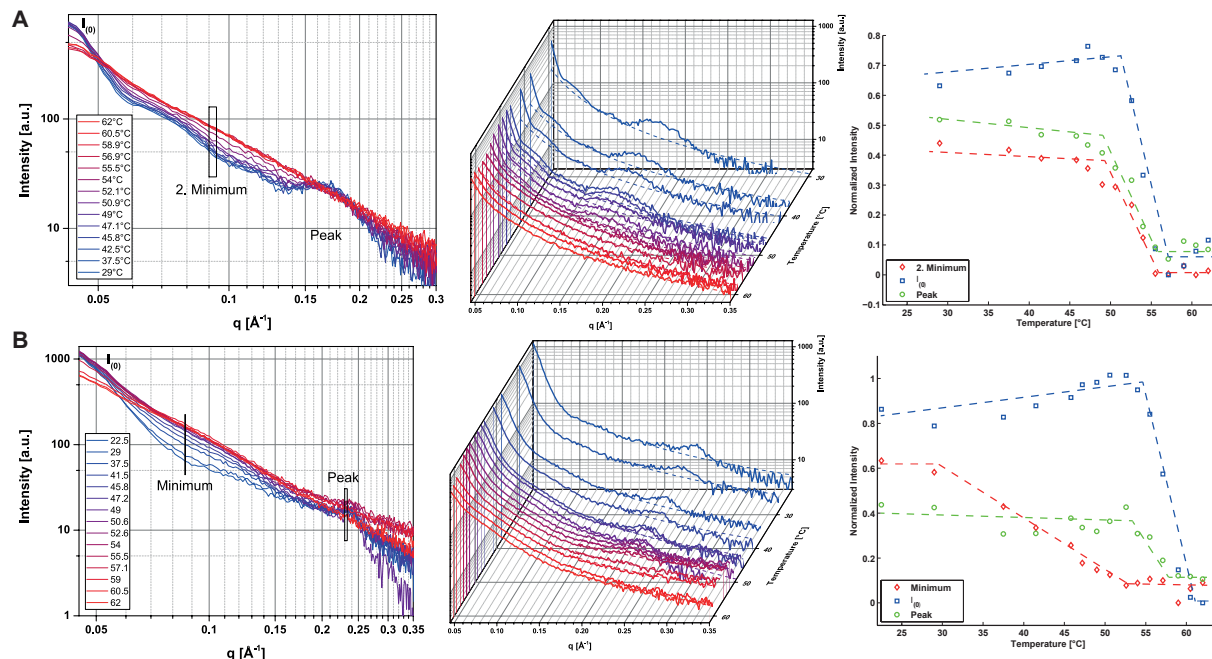 A
I(0)
Intensity [a.u.]
100
10
62°C
60.5°C
58.9°C
56.9°C
55.5°C
54°C
52.1°C
50.9°C
49°C
47.1°C
45.8°C
42.5°C
37.5°C
29°C
2. Minimum
Peak
0.05
0.1
0.15
0.2
0.25
0.3
q [Å-1]
1000
100
10
Intensity [a.u.]
30
40
50
60
Temperature [°C]
0.05
0.10
0.15
0.20
0.25
0.30
0.35
q [Å-1]
0.8
0.7
0.6
0.5
0.4
0.3
0.2
0.1
0
−0.1
Normalized Intensity
2. Minimum
I(0)
Peak
25
30
35
40
45
50
55
60
Temperature [°C]
B
I(0)
Intensity [a.u.]
1000
100
10
1
22.5
29
37.5
41.5
45.8
47.2
49
50.6
52.6
54
55.5
57.1
59
60.5
62
Minimum
Peak
0.05
0.1
0.15
0.2
0.25
0.3
0.35
q [Å-1]
1000
100
10
Intensity [a.u.]
30
40
50
60
Temperature [°C]
0.05
0.10
0.15
0.20
0.25
0.30
0.35
q [Å-1]
1
0.8
0.6
0.4
0.2
0
Normalized Intensity
Minimum
I(0)
Peak
25
30
35
40
45
50
55
60
Temperature [°C]